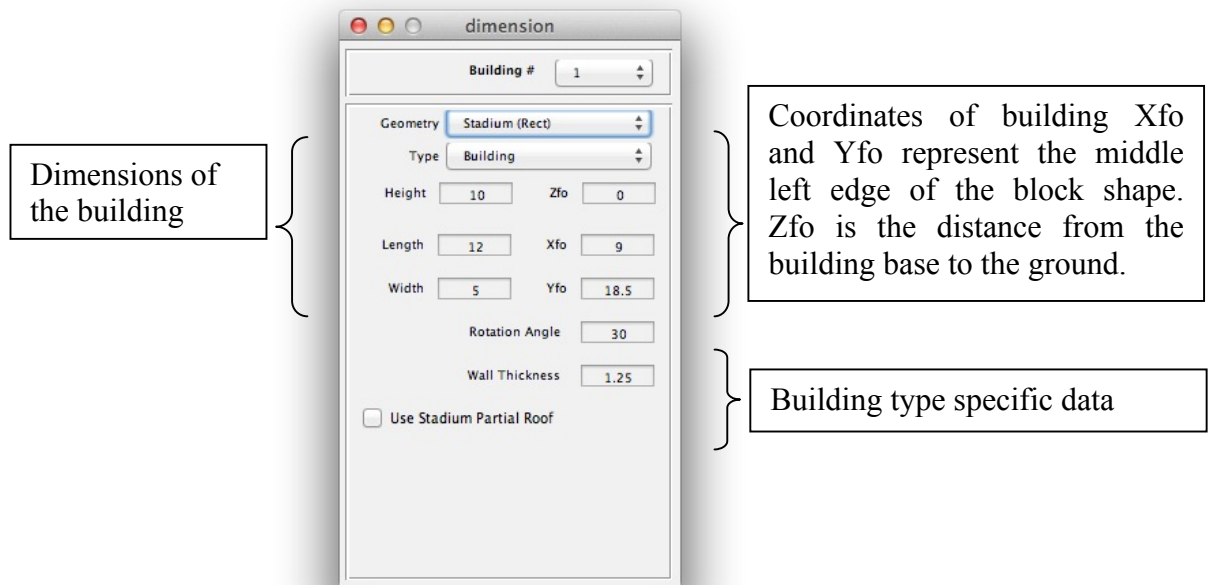 dimension
Building # 1
Geometry Stadium (Rect)
Type Building
Height 10 Zfo 0
Length 12 Xfo 9
Width 5 Yfo 18.5
Rotation Angle 30
Wall Thickness 1.25
Use Stadium Partial Roof
Dimensions of
the building
Coordinates of building Xfo
and Yfo represent the middle
left edge of the block shape.
Zfo is the distance from the
building base to the ground.
Building type specific data